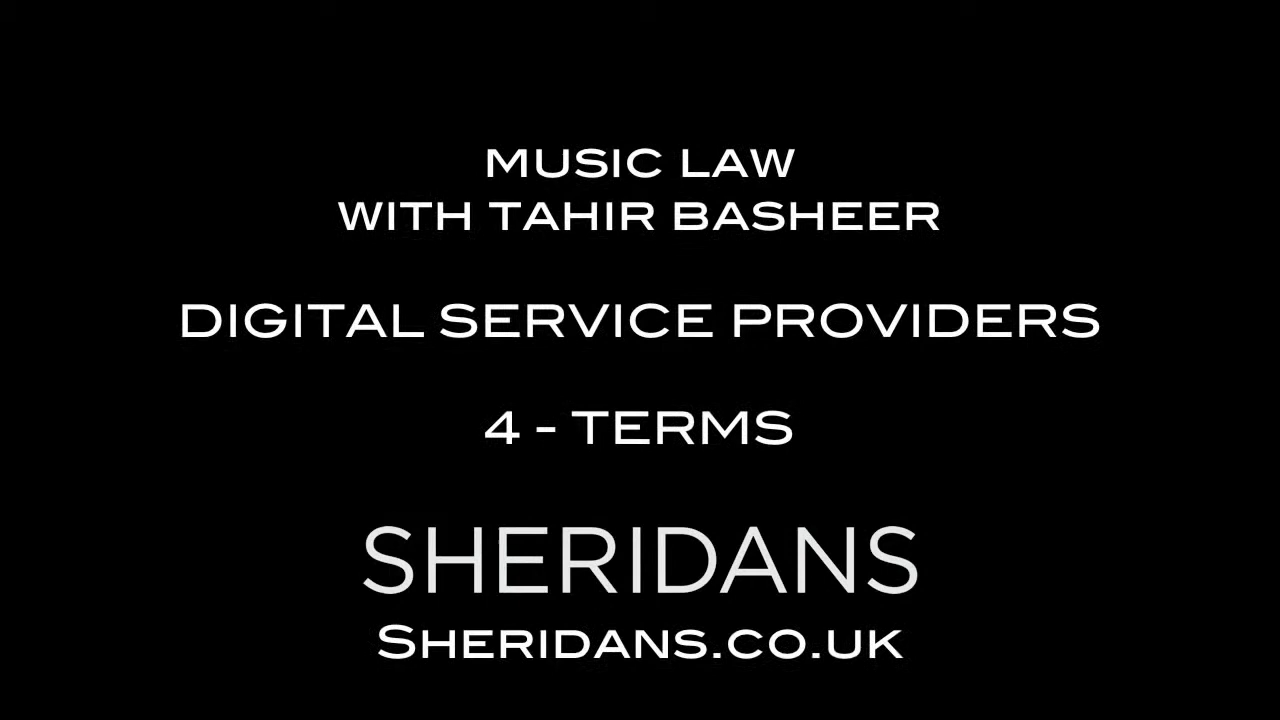 MUSIC LAW
WITH TAHIR BASHEER
DIGITAL SERVICE PROVIDERS
4 - TERMS
SHERIDANS
SHERIDANS.CO.UK